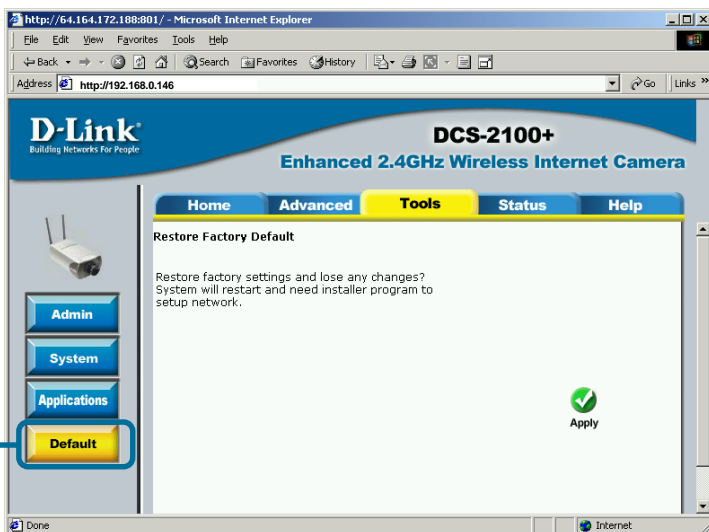 http://64.164.172.188:801/ - Microsoft Internet Explorer
File Edit View Favorites Tools Help
Back Search Favorites History
Address http://192.168.0.146 Go Links »
D-Link
Building Networks for People
DCS-2100+
Enhanced 2.4GHz Wireless Internet Camera
Home Advanced Tools Status Help
Restore Factory Default
Restore factory settings and lose any changes?
System will restart and need installer program to
setup network.
Admin
System
Applications
Default
Apply
Done Internet